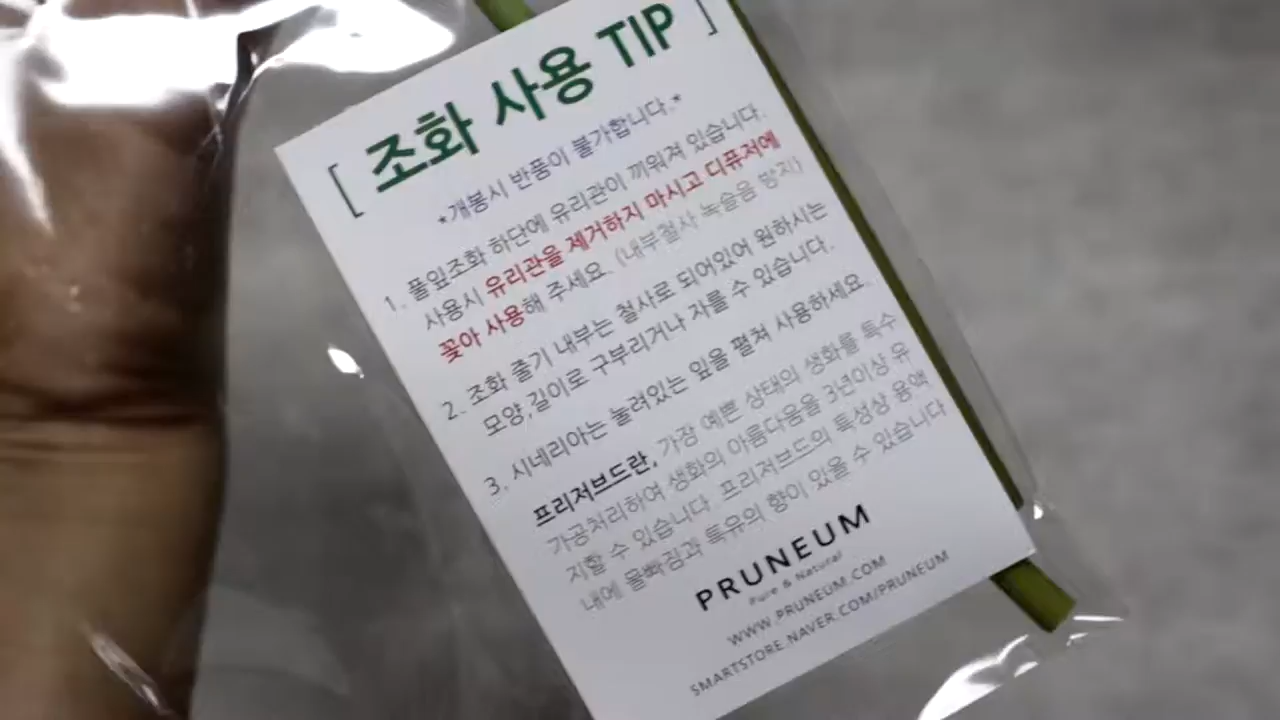 [ 조화 사용 TIP ]
*개봉시 반품이 불가합니다.*
1. 풀잎조화 하단에 유리관이 끼워져 있습니다.
사용시 유리관을 제거하지 마시고 디퓨저에
꽂아 사용해 주세요. (내부철사 녹슬음 방지)
2. 조화 줄기 내부는 철사로 되어있어 원하시는
모양,길이로 구부리거나 자를 수 있습니다.
3. 시네리아는 눌려있는 잎을 펼쳐 사용하세요.
프리저브드란, 가장 예쁜 상태의 생화를 특수
가공처리하여 생화의 아름다움을 3년이상 유
지할 수 있습니다. 프리저브드의 특성상 용액
내에 물빠짐과 특유의 향이 있을 수 있습니다
PRUNEUM
Pure & Natural
WWW.PRUNEUM.COM
SMARTSTORE.NAVER.COM/PRUNEUM